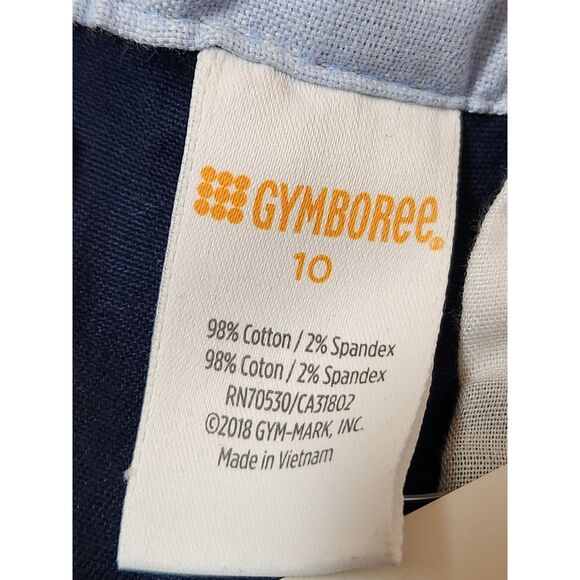 GYMBOREE
10
98% Cotton / 2% Spandex
98% Coton / 2% Spandex
RN70530/CA31802
©2018 GYM-MARK, INC.
Made in Vietnam